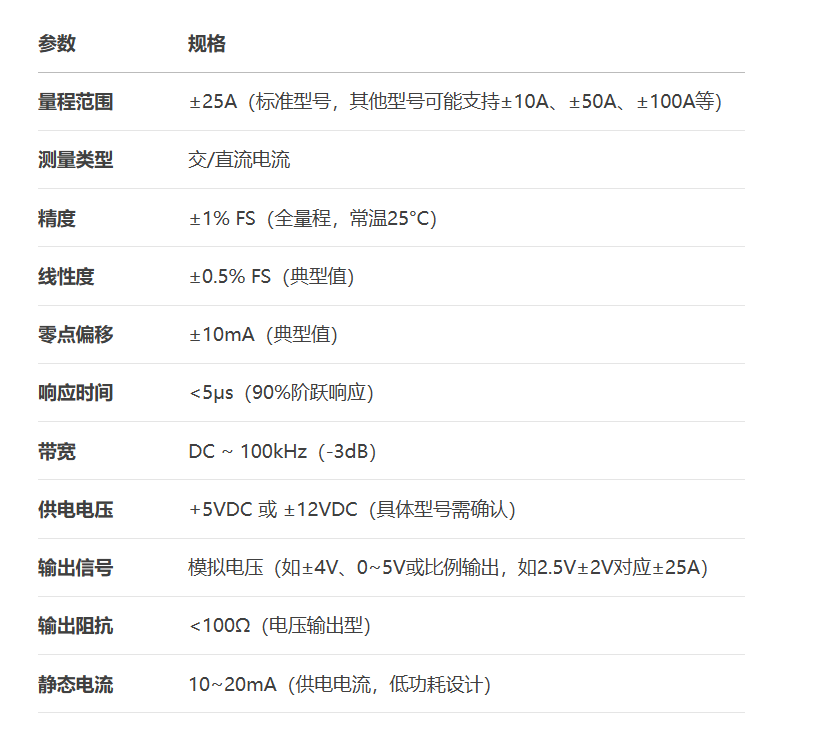 参数 规格
量程范围 ±25A（标准型号，其他型号可能支持±10A、±50A、±100A等）
测量类型 交/直流电流
精度 ±1% FS（全量程，常温25°C）
线性度 ±0.5% FS（典型值）
零点偏移 ±10mA（典型值）
响应时间 <5μs（90%阶跃响应）
带宽 DC ~ 100kHz（-3dB）
供电电压 +5VDC 或 ±12VDC（具体型号需确认）
输出信号 模拟电压（如±4V、0~5V或比例输出，如2.5V±2V对应±25A）
输出阻抗 <100Ω（电压输出型）
静态电流 10~20mA（供电电流，低功耗设计）